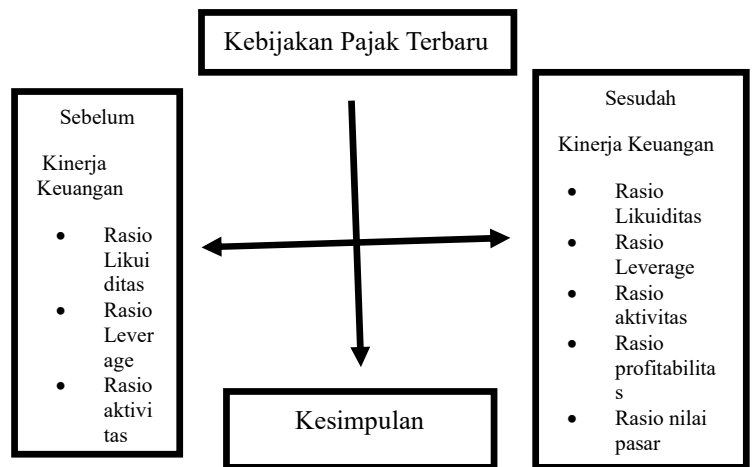 Kebijakan Pajak Terbaru
Sebelum
Kinerja
Keuangan
• Rasio
Likui
ditas
• Rasio
Lever
age
• Rasio
aktivi
tas
Sesudah
Kinerja Keuangan
• Rasio
Likuiditas
• Rasio
Leverage
• Rasio
aktivitas
• Rasio
profitabilita
s
• Rasio nilai
pasar
Kesimpulan